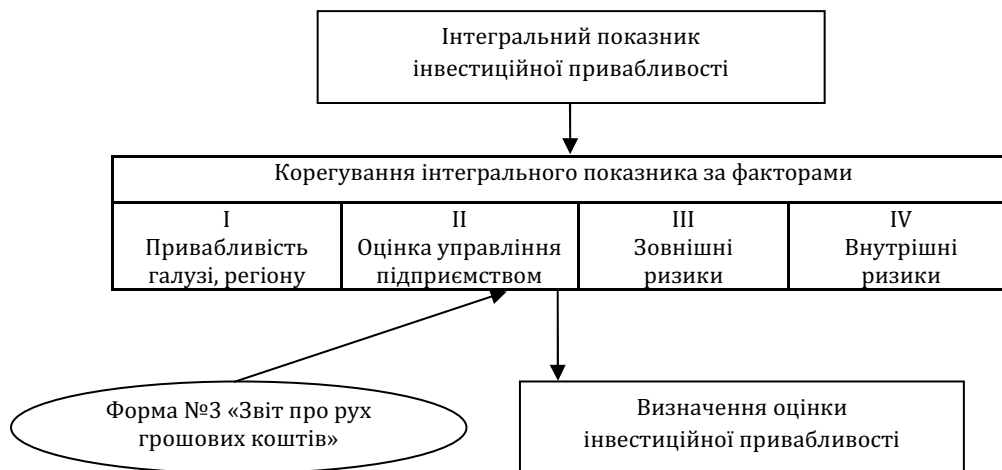 Інтегральний показник
інвестиційної привабливості
Корегування інтегрального показника за факторами
I
Привабливість
галузі, регіону
II
Оцінка управління
підприємством
III
Зовнішні
ризики
IV
Внутрішні
ризики
Форма №3 «Звіт про рух
грошових коштів»
Визначення оцінки
інвестиційної привабливості